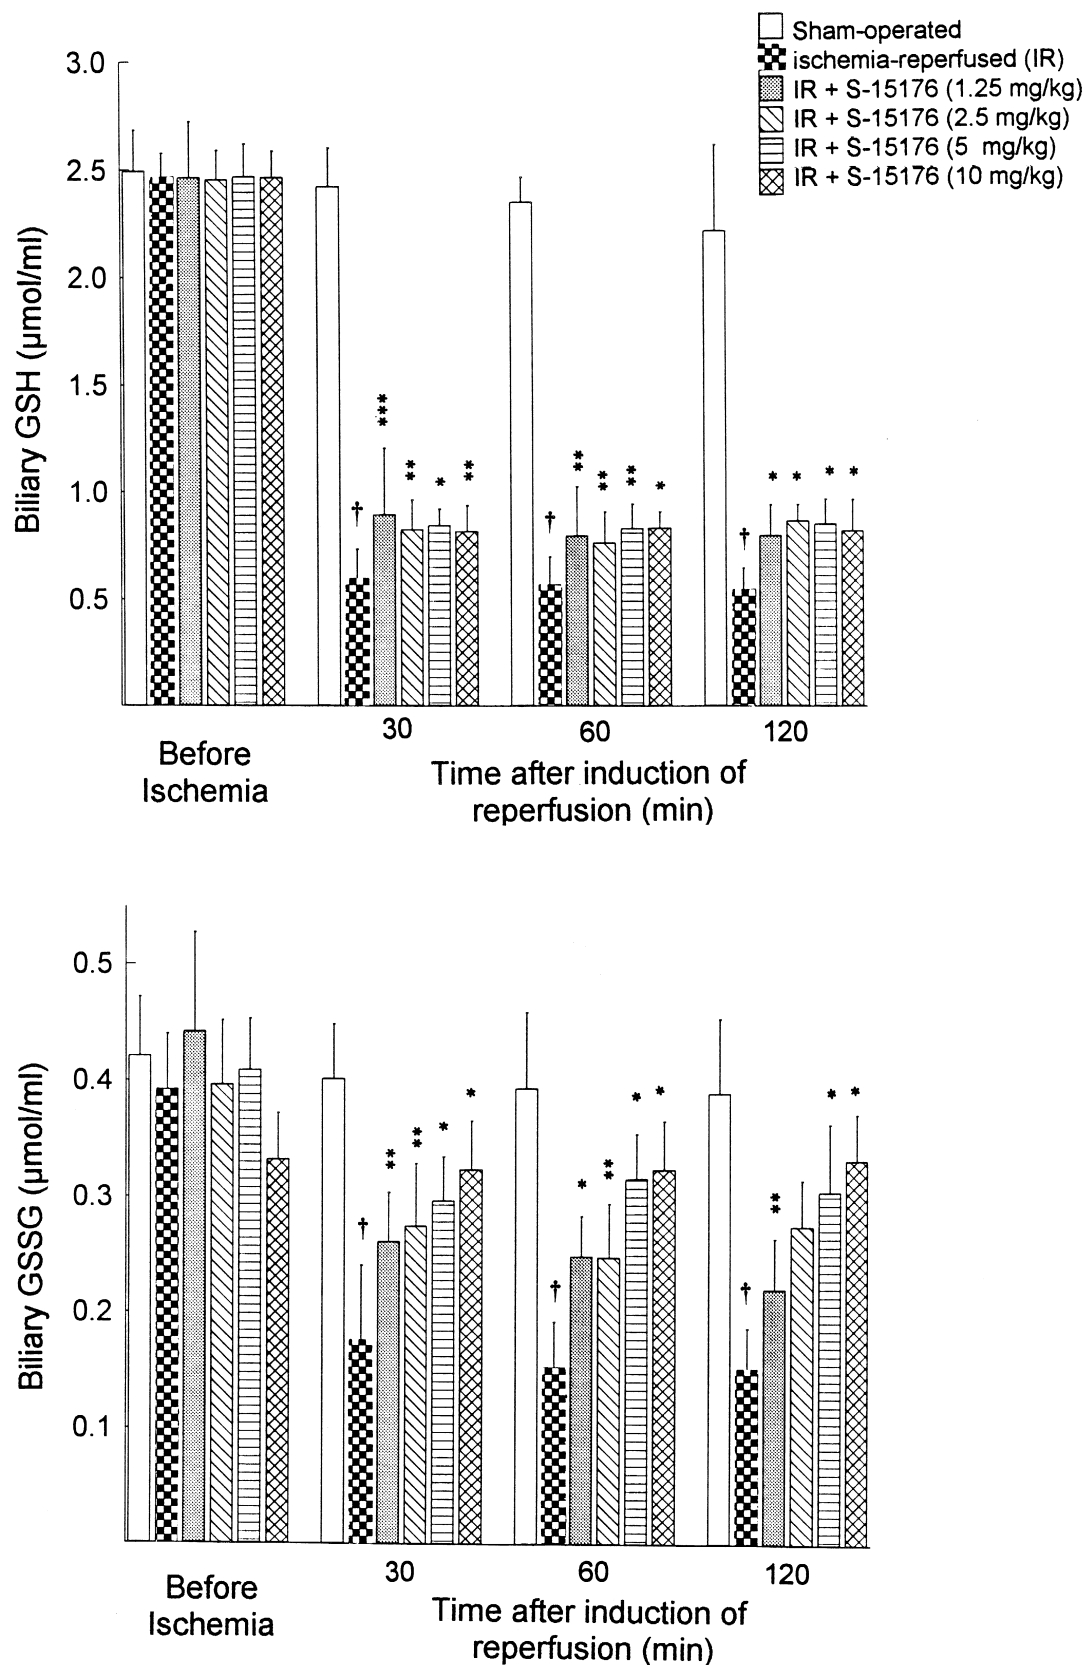 Sham-operated
ischemia-reperfused (IR)
IR + S-15176 (1.25 mg/kg)
IR + S-15176 (2.5 mg/kg)
IR + S-15176 (5 mg/kg)
IR + S-15176 (10 mg/kg)
Biliary GSH (μmol/ml)
3.0
2.5
2.0
1.5
1.0
0.5
† *** ** * **
† ** ** ** *
† * * * *
Before
Ischemia
30
60
120
Time after induction of
reperfusion (min)
Biliary GSSG (μmol/ml)
0.5
0.4
0.3
0.2
0.1
† ** ** * *
† * ** * *
† ** * *
Before
Ischemia
30
60
120
Time after induction of
reperfusion (min)